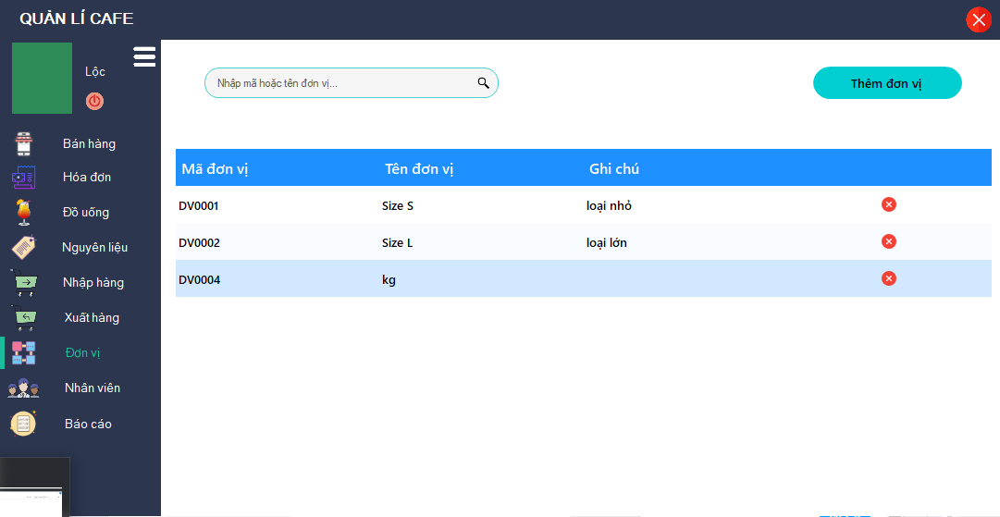 QUẢN LÍ CAFE
Lộc
Bán hàng
Hóa đơn
Đồ uống
Nguyên liệu
Nhập hàng
Xuất hàng
Đơn vị
Nhân viên
Báo cáo
Nhập mã hoặc tên đơn vị...
Thêm đơn vị
Mã đơn vị Tên đơn vị Ghi chú
DV0001 Size S loại nhỏ
DV0002 Size L loại lớn
DV0004 kg